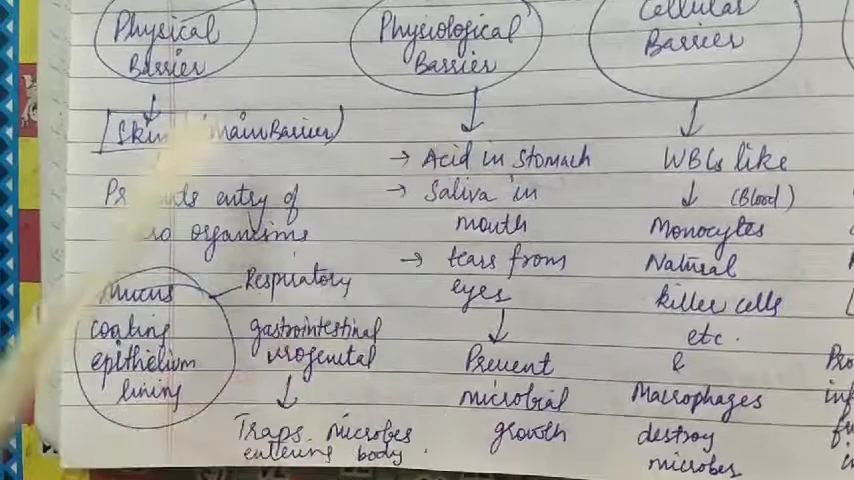 Physical
Barrier
[Skin (mainBarrier)
entry of
organisms
mucus
coating
epithelium
lining
Respiratory
gastrointestinal
urogenital
Traps microbes
entering body.
Physiological
Barrier
→ Acid in stomach
→ Saliva in
mouth
→ tears from
eyes
Prevent
microbial
growth
Cellular
Barrier
WBCs like
(Blood)
Monocytes
Natural
killer cells
etc.
&
Macrophages
destroy
microbes